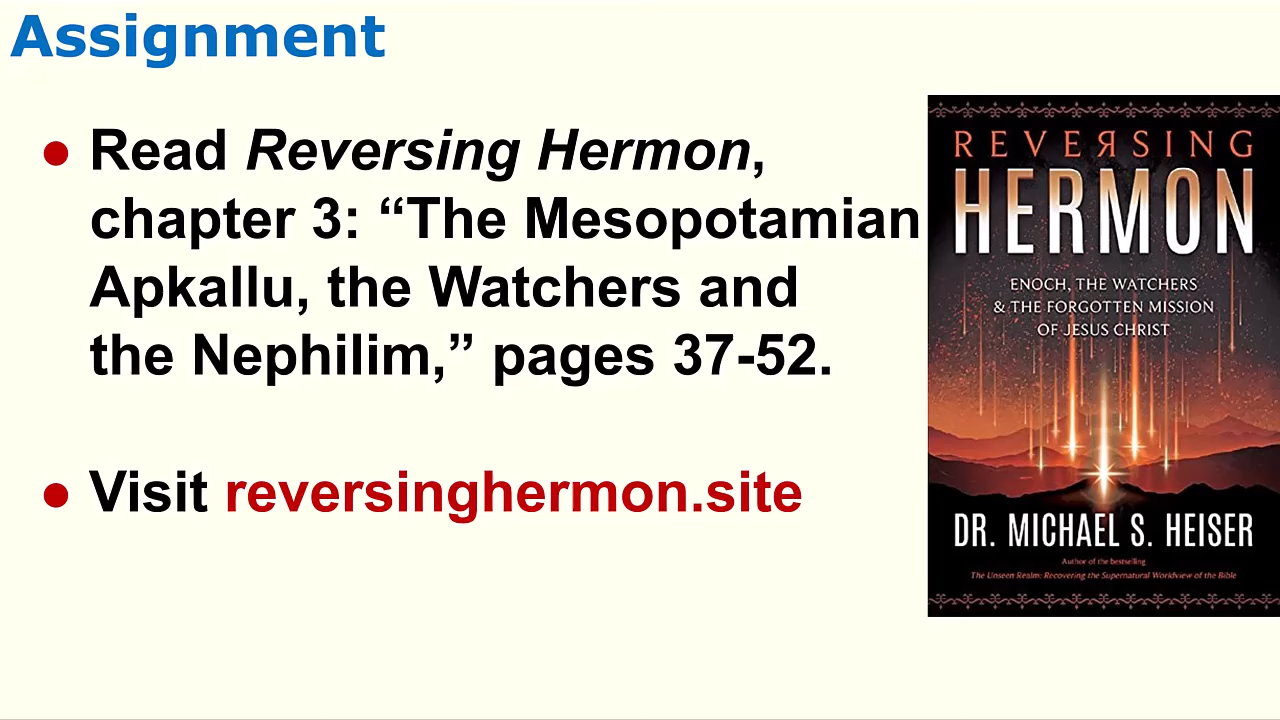 Assignment
● Read Reversing Hermon,
chapter 3: “The Mesopotamian
Apkallu, the Watchers and
the Nephilim,” pages 37-52.
● Visit reversinghermon.site
REVERSING
HERMON
ENOCH, THE WATCHERS
& THE FORGOTTEN MISSION
OF JESUS CHRIST
DR. MICHAEL S. HEISER
Author of the bestselling
The Unseen Realm: Recovering the Supernatural Worldview of the Bible